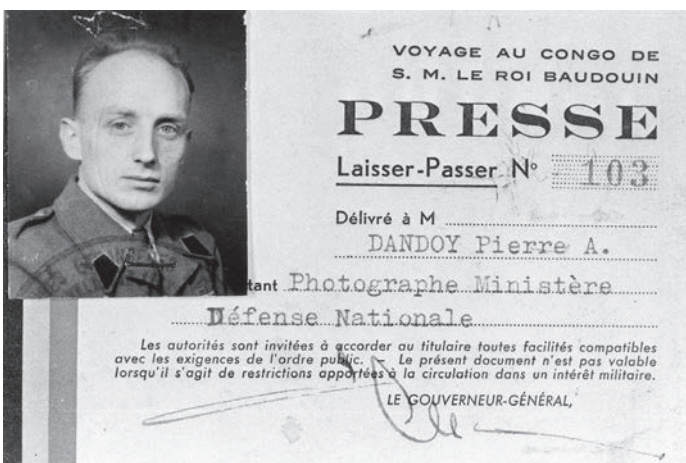 VOYAGE AU CONGO DE
S. M. LE ROI BAUDOUIN
PRESSE
Laisser-Passer Nº 103
Délivré à M
DANDOY Pierre A.
tant Photographe Ministère
Défense Nationale
Les autorités sont invitées à accorder au titulaire toutes facilités compatibles
avec les exigences de l'ordre public. — Le présent document n'est pas valable
lorsqu'il s'agit de restrictions apportées à la circulation dans un intérêt militaire.
LE GOUVERNEUR-GÉNÉRAL,